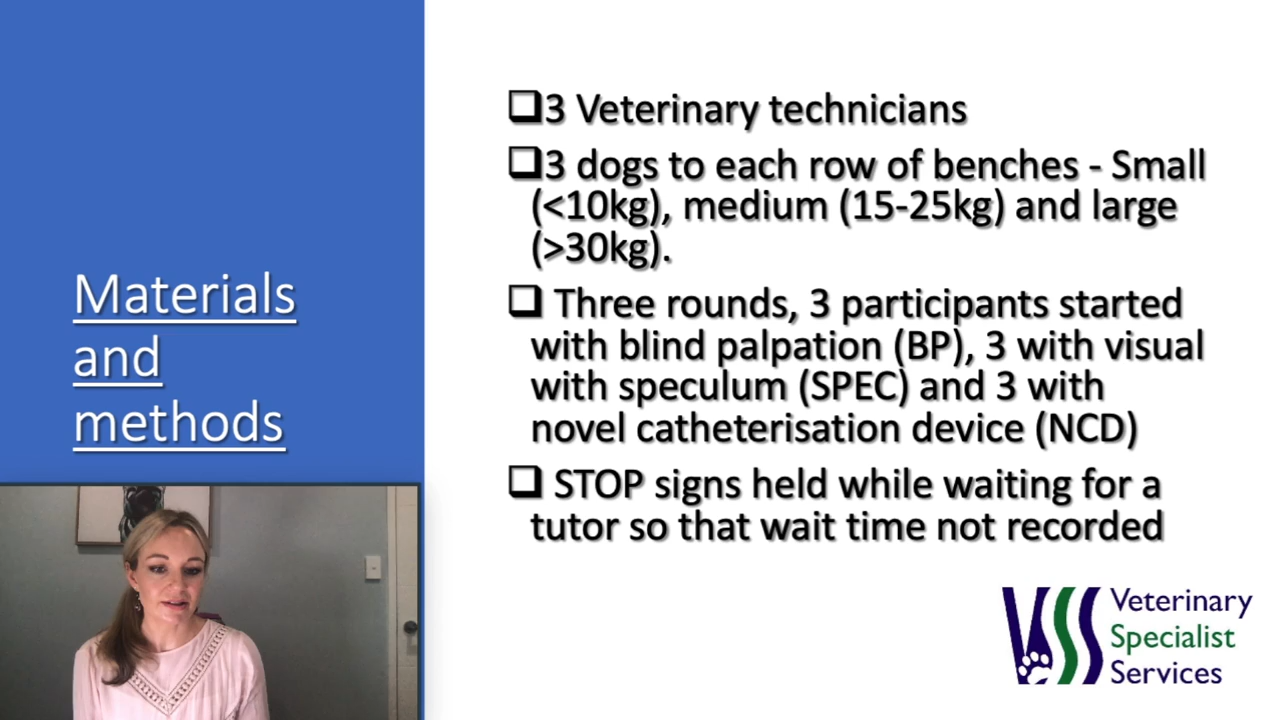 Materials
and
methods
❑3 Veterinary technicians
❑3 dogs to each row of benches - Small
(<10kg), medium (15-25kg) and large
(>30kg).
❑ Three rounds, 3 participants started
with blind palpation (BP), 3 with visual
with speculum (SPEC) and 3 with
novel catheterisation device (NCD)
❑ STOP signs held while waiting for a
tutor so that wait time not recorded
VSS
Veterinary
Specialist
Services